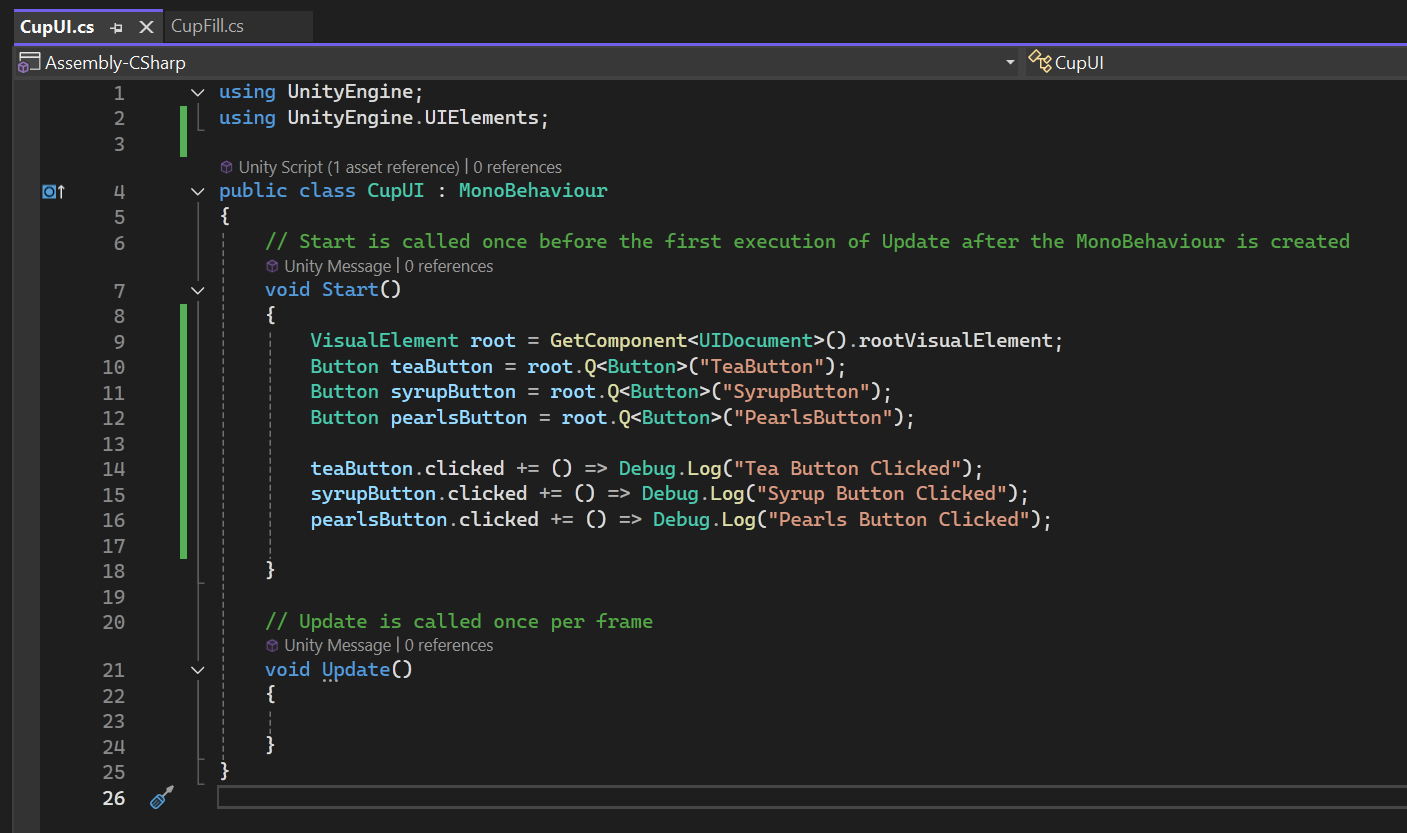 CupUI.cs CupFill.cs
Assembly-CSharp CupUI
1 using UnityEngine;
2 using UnityEngine.UIElements;
3
Unity Script (1 asset reference) | 0 references
4 public class CupUI : MonoBehaviour
5 {
6 // Start is called once before the first execution of Update after the MonoBehaviour is created
Unity Message | 0 references
7 void Start()
8 {
9 VisualElement root = GetComponent<UIDocument>().rootVisualElement;
10 Button teaButton = root.Q<Button>("TeaButton");
11 Button syrupButton = root.Q<Button>("SyrupButton");
12 Button pearlsButton = root.Q<Button>("PearlsButton");
13
14 teaButton.clicked += () => Debug.Log("Tea Button Clicked");
15 syrupButton.clicked += () => Debug.Log("Syrup Button Clicked");
16 pearlsButton.clicked += () => Debug.Log("Pearls Button Clicked");
17
18 }
19
20 // Update is called once per frame
Unity Message | 0 references
21 void Update()
22 {
23
24 }
25 }
26